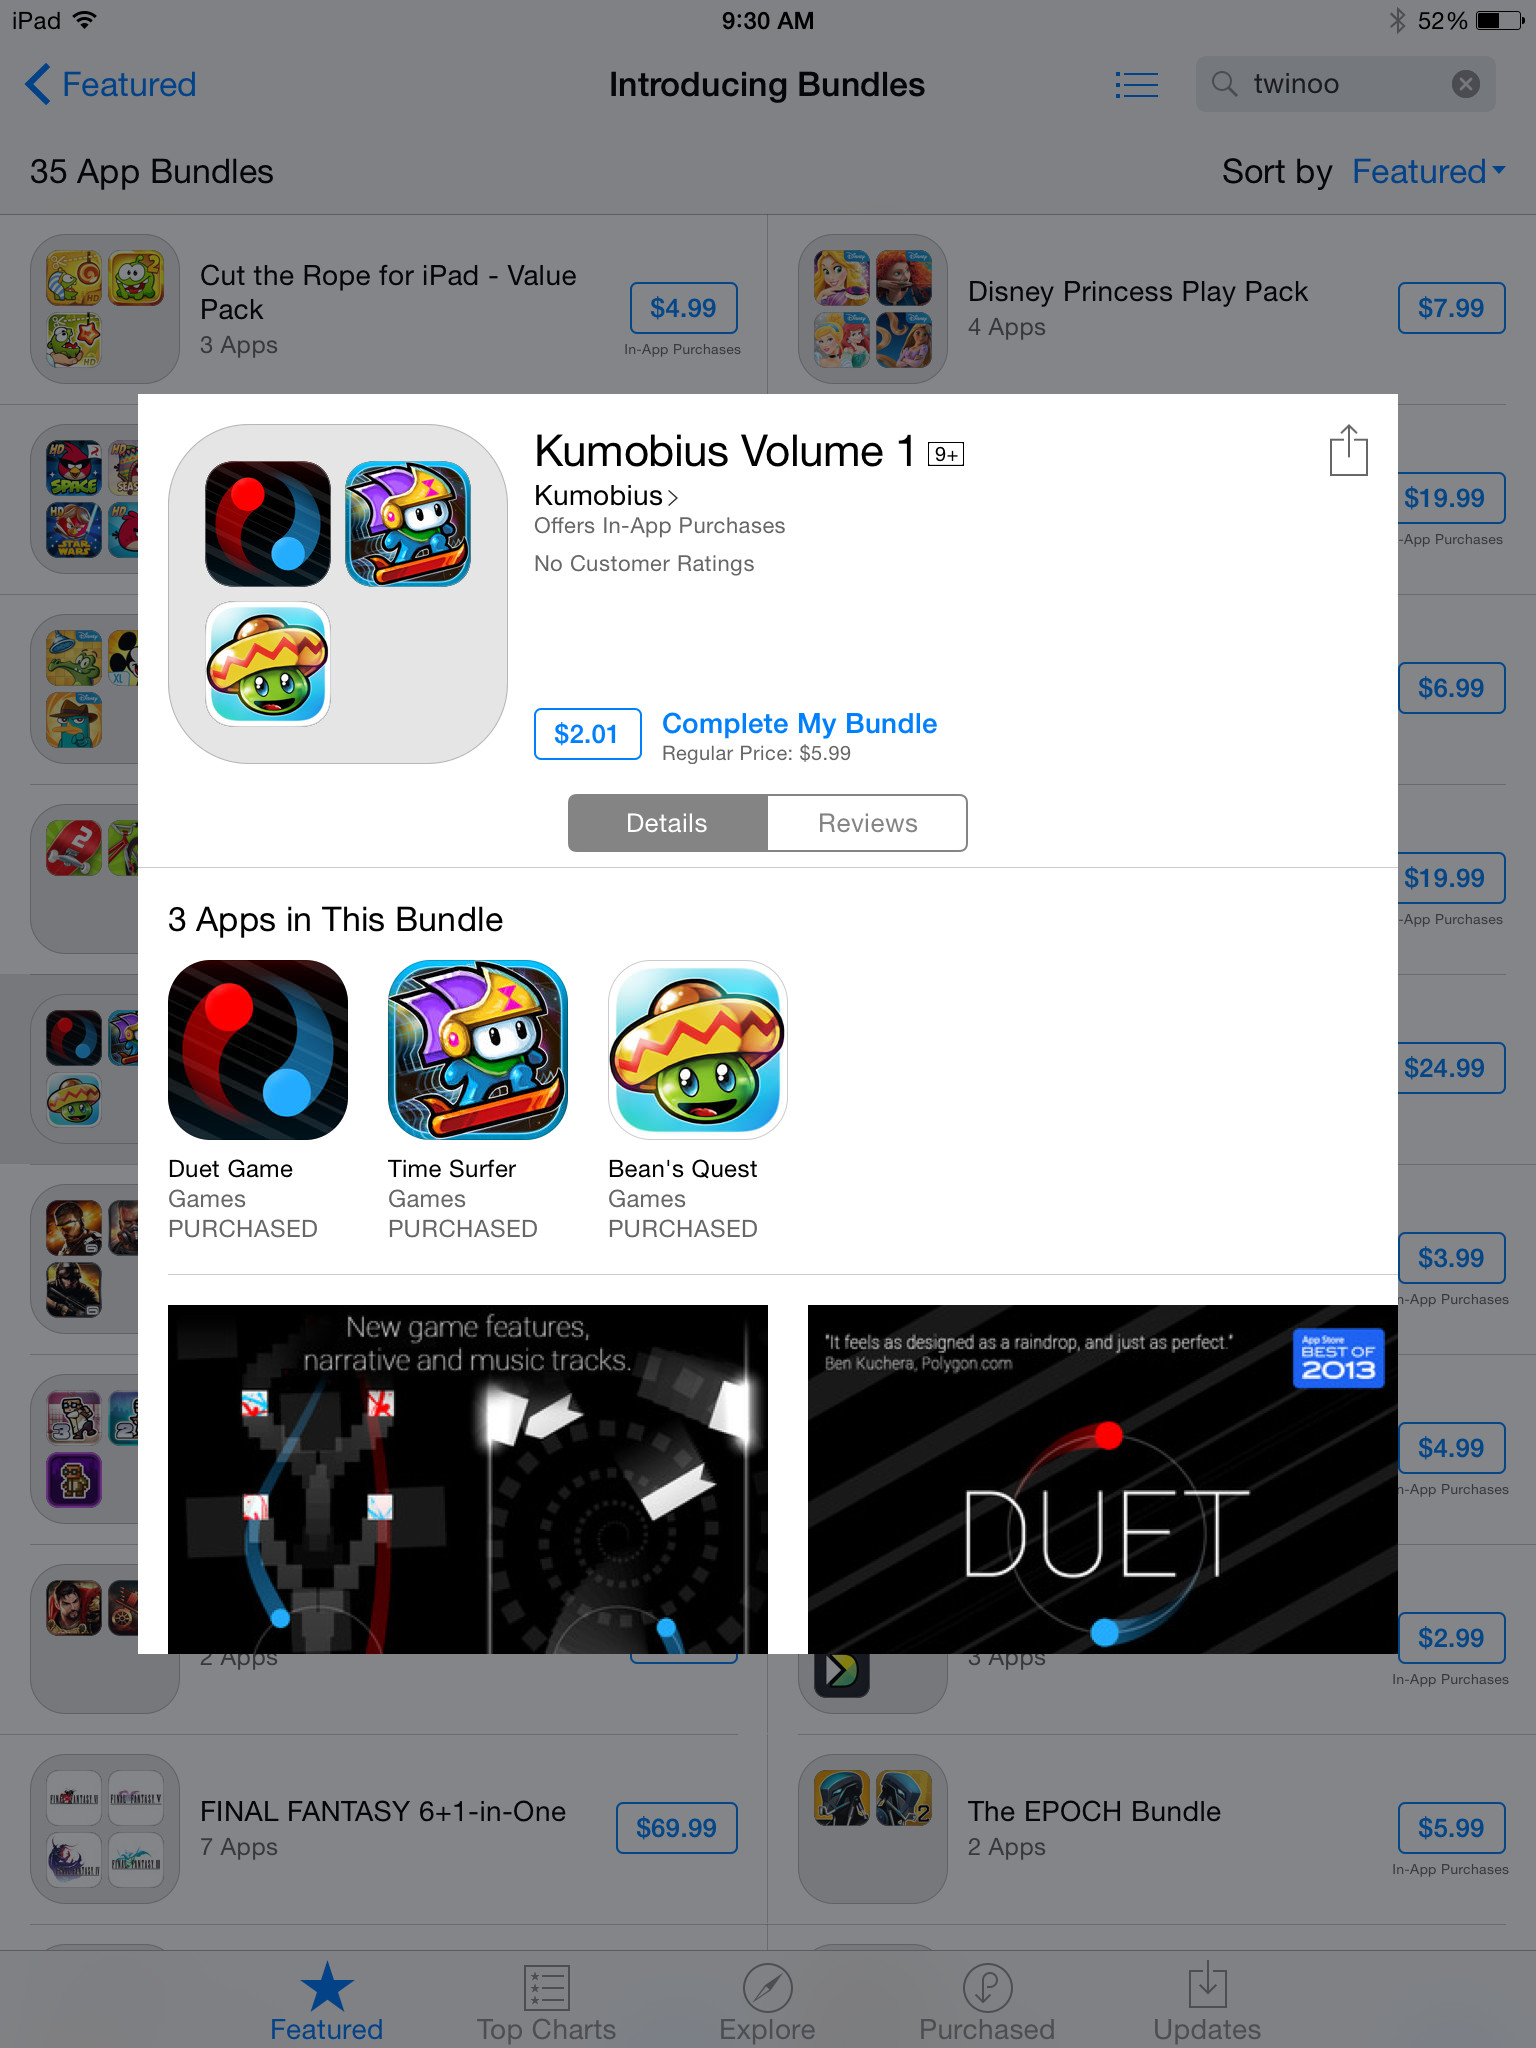 iPad
9:30 AM
52%
Featured
Introducing Bundles
twinoo
35 App Bundles
Sort by Featured
Cut the Rope for iPad - Value
Pack
3 Apps
$4.99
In-App Purchases
Disney Princess Play Pack
4 Apps
$7.99
Kumobius Volume 1 9+
Kumobius
Offers In-App Purchases
No Customer Ratings
$2.01
Complete My Bundle
Regular Price: $5.99
Details
Reviews
3 Apps in This Bundle
Duet Game
Games
PURCHASED
Time Surfer
Games
PURCHASED
Bean's Quest
Games
PURCHASED
New game features,
narrative and music tracks.
"It feels as designed as a raindrop, and just as perfect."
Ben Kuchera, Polygon.com
App Store
BEST OF
2013
DUET
$19.99
-App Purchases
$6.99
$19.99
-App Purchases
$24.99
$3.99
n-App Purchases
$4.99
n-App Purchases
$2.99
In-App Purchases
2 Apps
3 Apps
FINAL FANTASY 6+1-in-One
7 Apps
$69.99
The EPOCH Bundle
2 Apps
$5.99
In-App Purchases
Featured
Top Charts
Explore
Purchased
Updates